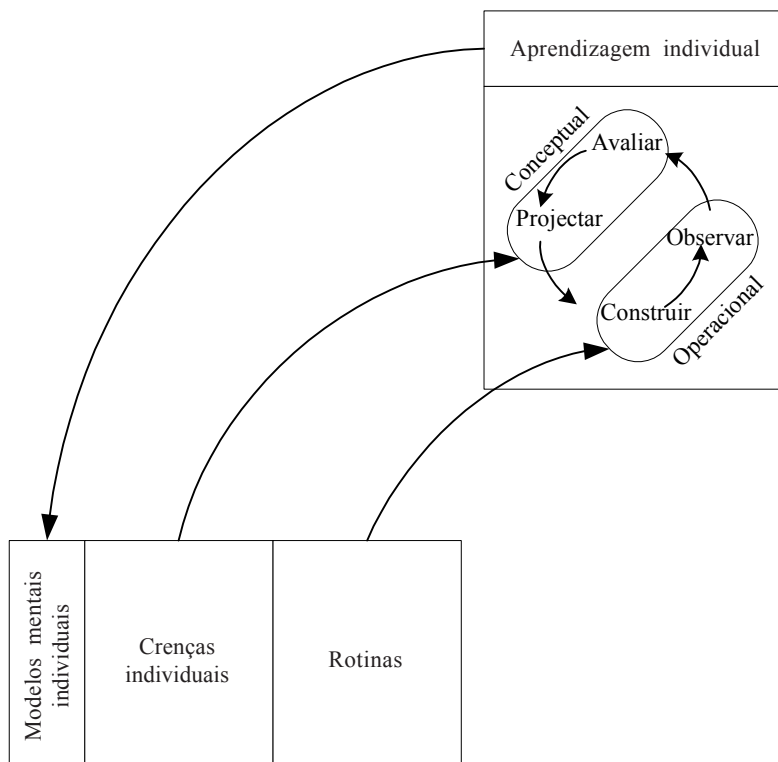 Aprendizagem individual
Conceptual
Avaliar
Projectar
Observar
Construir
Operacional
Modelos mentais
individuais
Crenças
individuais
Rotinas